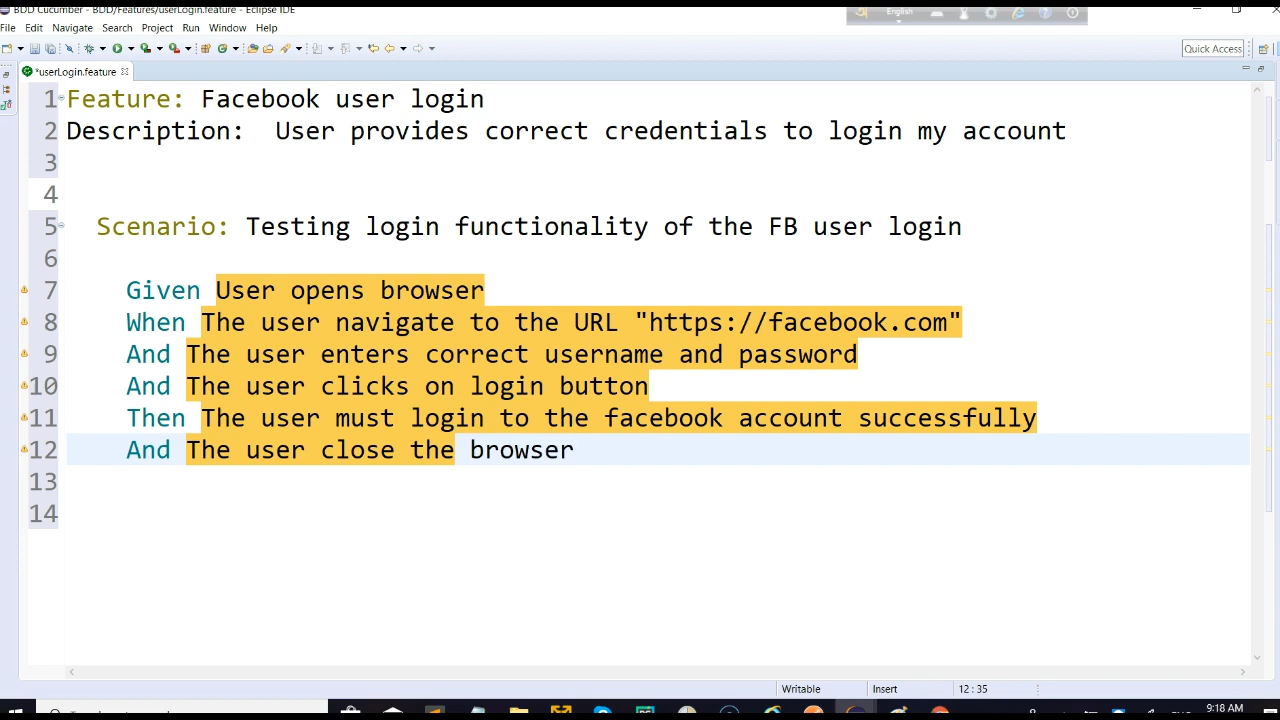 BDD Cucumber - BDD/Features/userLogin.feature - Eclipse IDE
English
File Edit Navigate Search Project Run Window Help
Quick Access
*userLogin.feature
1 Feature: Facebook user login
2 Description:  User provides correct credentials to login my account
3
4
5 Scenario: Testing login functionality of the FB user login
6
7 Given User opens browser
8 When The user navigate to the URL "https://facebook.com"
9 And The user enters correct username and password
10 And The user clicks on login button
11 Then The user must login to the facebook account successfully
12 And The user close the browser
13
14
Writable Insert 12 : 35
9:18 AM